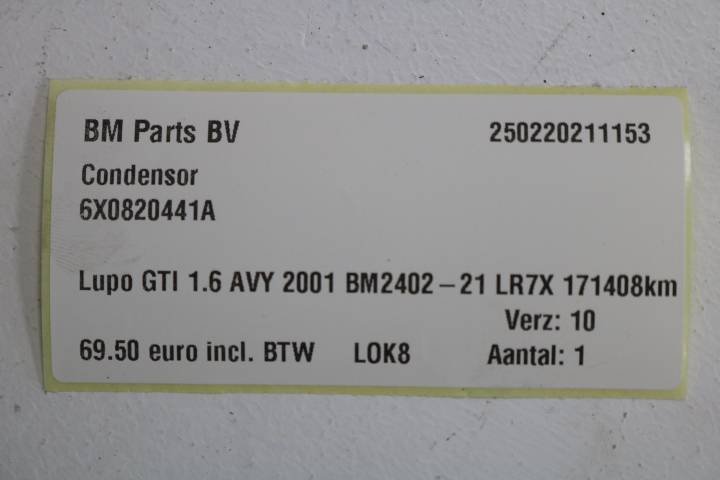 BM Parts BV 250220211153
Condensor
6X0820441A
Lupo GTI 1.6 AVY 2001 BM2402-21 LR7X 171408km
Verz: 10
69.50 euro incl. BTW LOK8 Aantal: 1